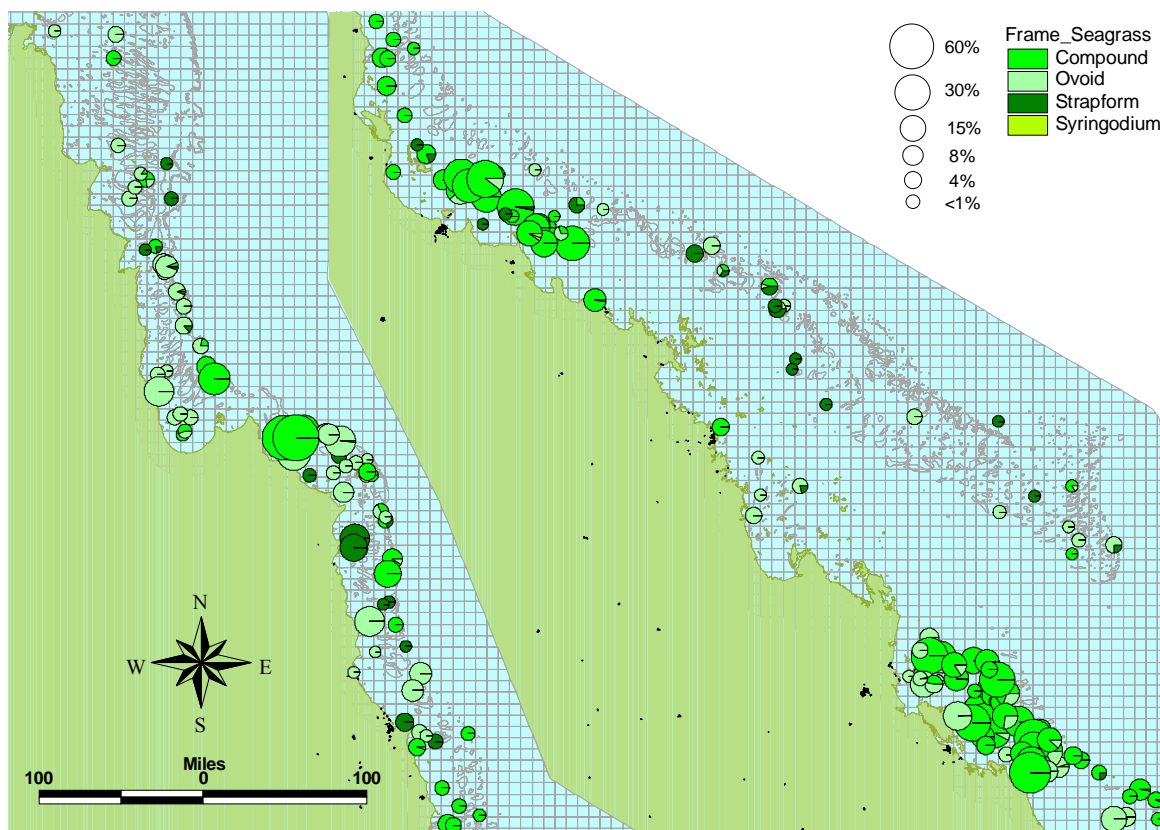 60%
30%
15%
8%
4%
<1%
Frame_Seagrass
Compound
Ovoid
Strapform
Syringodium
N
W E
S
Miles
100 0 100